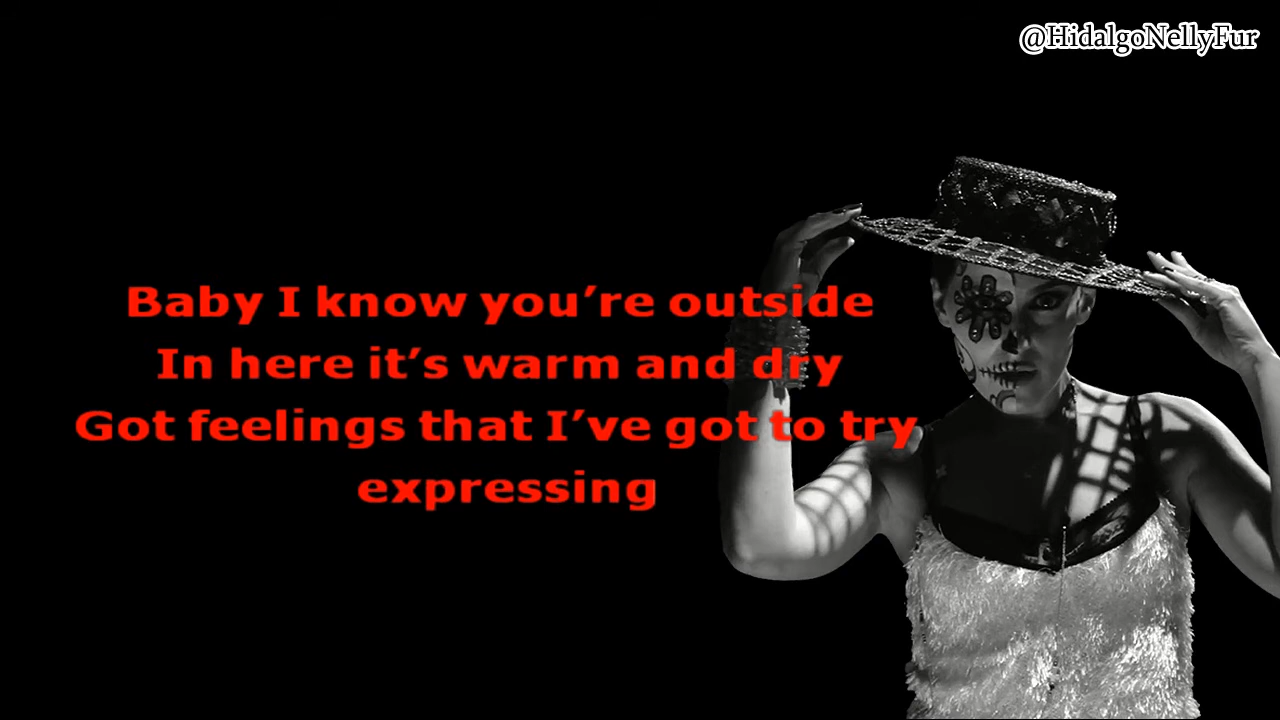 @HidalgoNellyFur
Baby I know you’re outside
In here it’s warm and dry
Got feelings that I’ve got to try
expressing